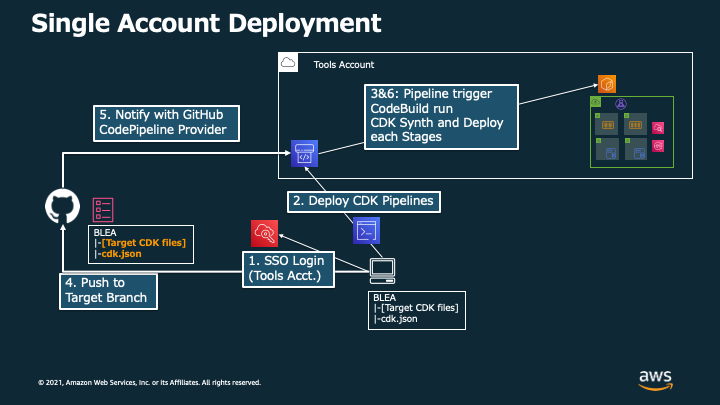 Single Account Deployment
Tools Account
3&6: Pipeline trigger
CodeBuild run
CDK Synth and Deploy
each Stages
5. Notify with GitHub
CodePipeline Provider
2. Deploy CDK Pipelines
BLEA
|-[Target CDK files]
|-cdk.json
1. SSO Login
(Tools Acct.)
4. Push to
Target Branch
BLEA
|-[Target CDK files]
|-cdk.json
© 2021, Amazon Web Services, Inc. or its Affiliates. All rights reserved.
aws